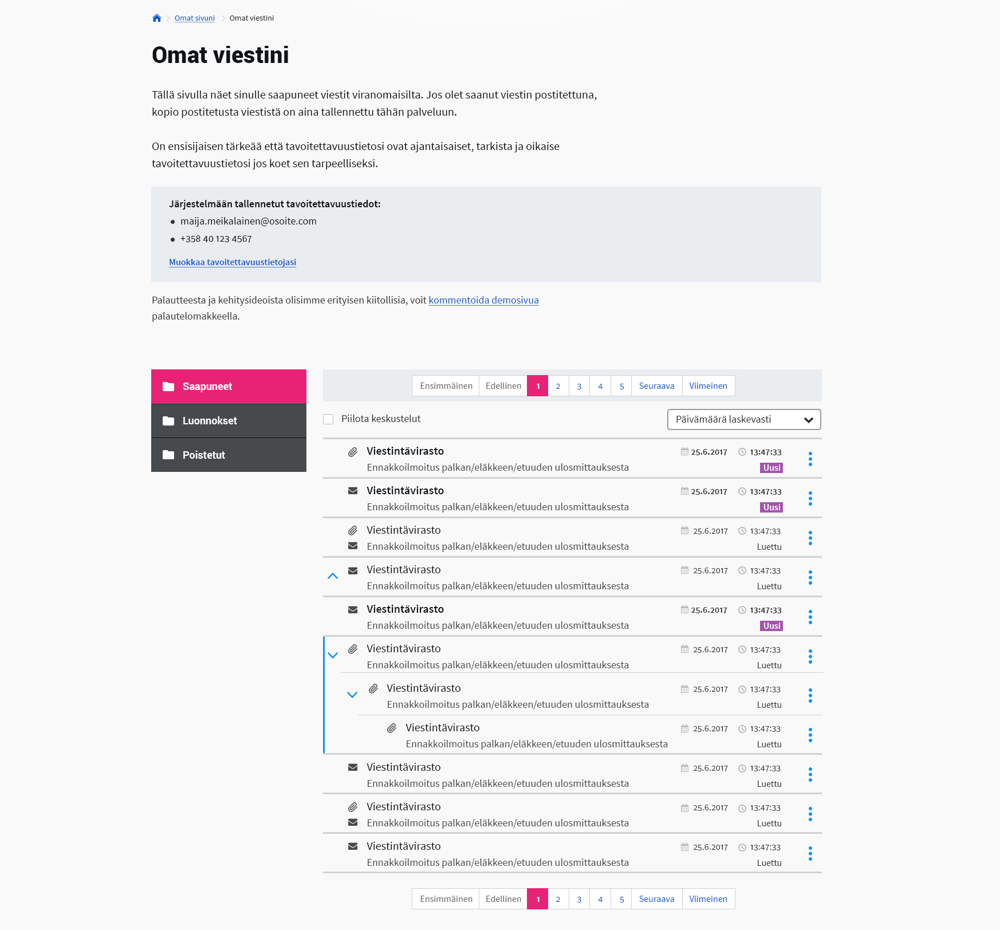 Omat sivuni Omat viestini
Omat viestini
Tällä sivulla näet sinulle saapuneet viestit viranomaisilta. Jos olet saanut viestin postitettuna,
kopio postitetusta viestistä on aina tallennettu tähän palveluun.
On ensisijaisen tärkeää että tavoitettavuustietosi ovat ajantaisaiset, tarkista ja oikaise
tavoitettavuustietosi jos koet sen tarpeelliseksi.
Järjestelmään tallennetut tavoitettavuustiedot:
maija.meikalainen@osoite.com
+358 40 123 4567
Muokkaa tavoitettavuustietojasi
Palautteesta ja kehitysideoista olisimme erityisen kiitollisia, voit kommentoida demosivua
palautelomakkeella.
Saapuneet
Luonnokset
Poistetut
Ensimmäinen Edellinen 1 2 3 4 5 Seuraava Viimeinen
Piilota keskustelut Päivämäärä laskevasti
Viestintävirasto 25.6.2017 13:47:33
Ennakkoilmoitus palkan/eläkkeen/etuuden ulosmittauksesta Uusi
Viestintävirasto 25.6.2017 13:47:33
Ennakkoilmoitus palkan/eläkkeen/etuuden ulosmittauksesta Uusi
Viestintävirasto 25.6.2017 13:47:33
Ennakkoilmoitus palkan/eläkkeen/etuuden ulosmittauksesta Luettu
Viestintävirasto 25.6.2017 13:47:33
Ennakkoilmoitus palkan/eläkkeen/etuuden ulosmittauksesta Luettu
Viestintävirasto 25.6.2017 13:47:33
Ennakkoilmoitus palkan/eläkkeen/etuuden ulosmittauksesta Uusi
Viestintävirasto 25.6.2017 13:47:33
Ennakkoilmoitus palkan/eläkkeen/etuuden ulosmittauksesta Luettu
Viestintävirasto 25.6.2017 13:47:33
Ennakkoilmoitus palkan/eläkkeen/etuuden ulosmittauksesta Luettu
Viestintävirasto 25.6.2017 13:47:33
Ennakkoilmoitus palkan/eläkkeen/etuuden ulosmittauksesta Luettu
Viestintävirasto 25.6.2017 13:47:33
Ennakkoilmoitus palkan/eläkkeen/etuuden ulosmittauksesta Luettu
Viestintävirasto 25.6.2017 13:47:33
Ennakkoilmoitus palkan/eläkkeen/etuuden ulosmittauksesta Luettu
Viestintävirasto 25.6.2017 13:47:33
Ennakkoilmoitus palkan/eläkkeen/etuuden ulosmittauksesta Luettu
Ensimmäinen Edellinen 1 2 3 4 5 Seuraava Viimeinen